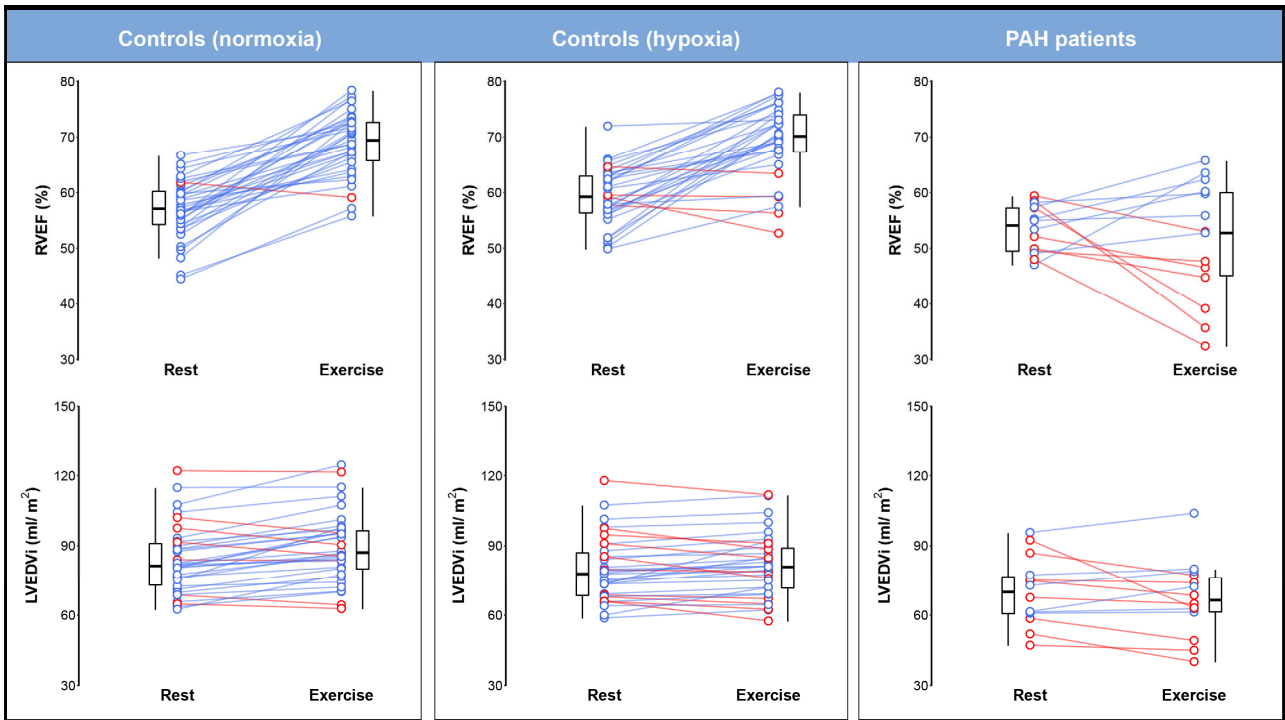 Controls (normoxia)
Controls (hypoxia)
PAH patients
RVEF (%)
80
70
60
50
40
30
Rest
Exercise
RVEF (%)
80
70
60
50
40
30
Rest
Exercise
RVEF (%)
80
70
60
50
40
30
Rest
Exercise
LVEDVi (ml/ m²)
150
120
90
60
30
Rest
Exercise
LVEDVi (ml/ m²)
150
120
90
60
30
Rest
Exercise
LVEDVi (ml/ m²)
150
120
90
60
30
Rest
Exercise